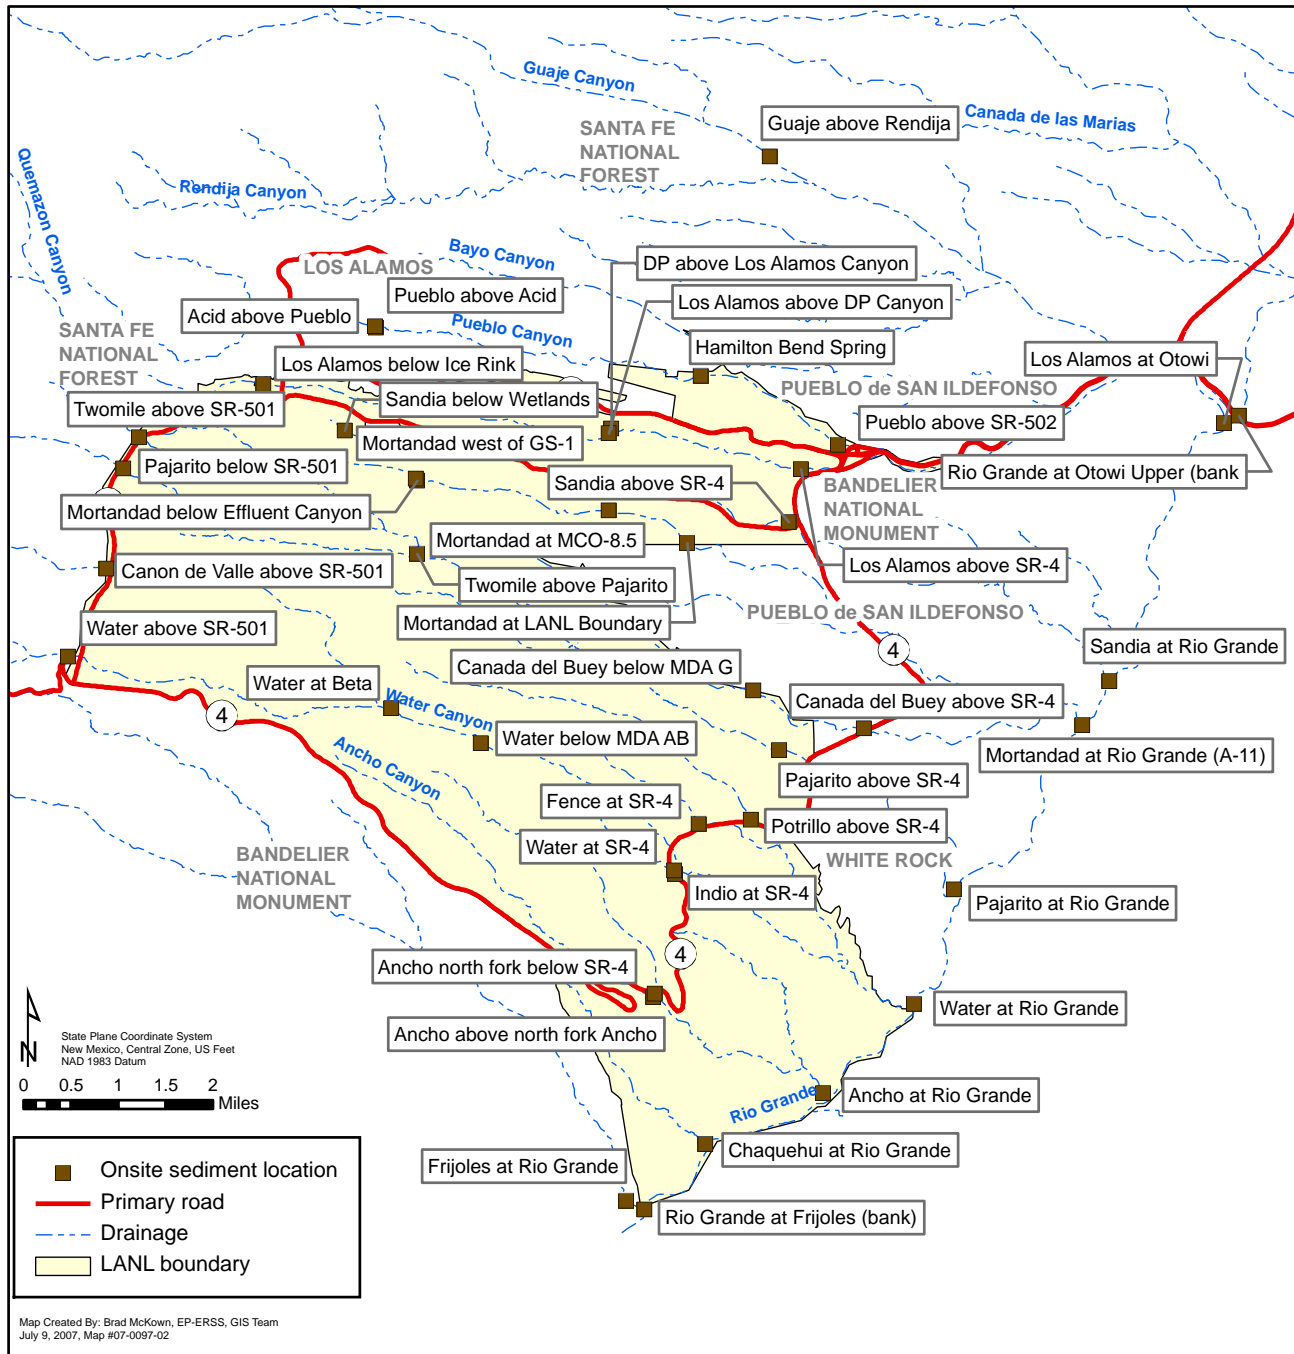 Guaje Canyon
Canada de las Marias
Guaje above Rendija
SANTA FE
NATIONAL
FOREST
Quemazon Canyon
Rendija Canyon
Bayo Canyon
LOS ALAMOS
DP above Los Alamos Canyon
Pueblo above Acid
Los Alamos above DP Canyon
Acid above Pueblo
Pueblo Canyon
SANTA FE
NATIONAL
FOREST
Hamilton Bend Spring
Los Alamos at Otowi
Los Alamos below Ice Rink
PUEBLO de SAN ILDEFONSO
Sandia below Wetlands
Twomile above SR-501
Pueblo above SR-502
Mortandad west of GS-1
Pajarito below SR-501
Rio Grande at Otowi Upper (bank
Sandia above SR-4
BANDELIER
NATIONAL
MONUMENT
Mortandad below Effluent Canyon
Mortandad at MCO-8.5
Los Alamos above SR-4
Canon de Valle above SR-501
Twomile above Pajarito
PUEBLO de SAN ILDEFONSO
Mortandad at LANL Boundary
Water above SR-501
4
Sandia at Rio Grande
Canada del Buey below MDA G
Water at Beta
Canada del Buey above SR-4
4
Water Canyon
Water below MDA AB
Mortandad at Rio Grande (A-11)
Ancho Canyon
Pajarito above SR-4
Fence at SR-4
Potrillo above SR-4
Water at SR-4
WHITE ROCK
BANDELIER
NATIONAL
MONUMENT
Indio at SR-4
Pajarito at Rio Grande
4
Ancho north fork below SR-4
Water at Rio Grande
Ancho above north fork Ancho
N
State Plane Coordinate System
New Mexico, Central Zone, US Feet
NAD 1983 Datum
0 0.5 1 1.5 2
Miles
Rio Grande
Ancho at Rio Grande
Chaquehui at Rio Grande
Frijoles at Rio Grande
Rio Grande at Frijoles (bank)
Onsite sediment location
Primary road
Drainage
LANL boundary
Map Created By: Brad McKown, EP-ERSS, GIS Team
July 9, 2007, Map #07-0097-02